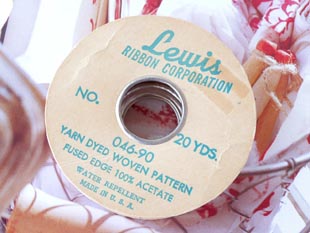 Lewis
RIBBON CORPORATION
NO. 046-90 20 YDS.
YARN DYED WOVEN PATTERN
FUSED EDGE 100% ACETATE
WATER REPELLENT
MADE IN U.S.A.